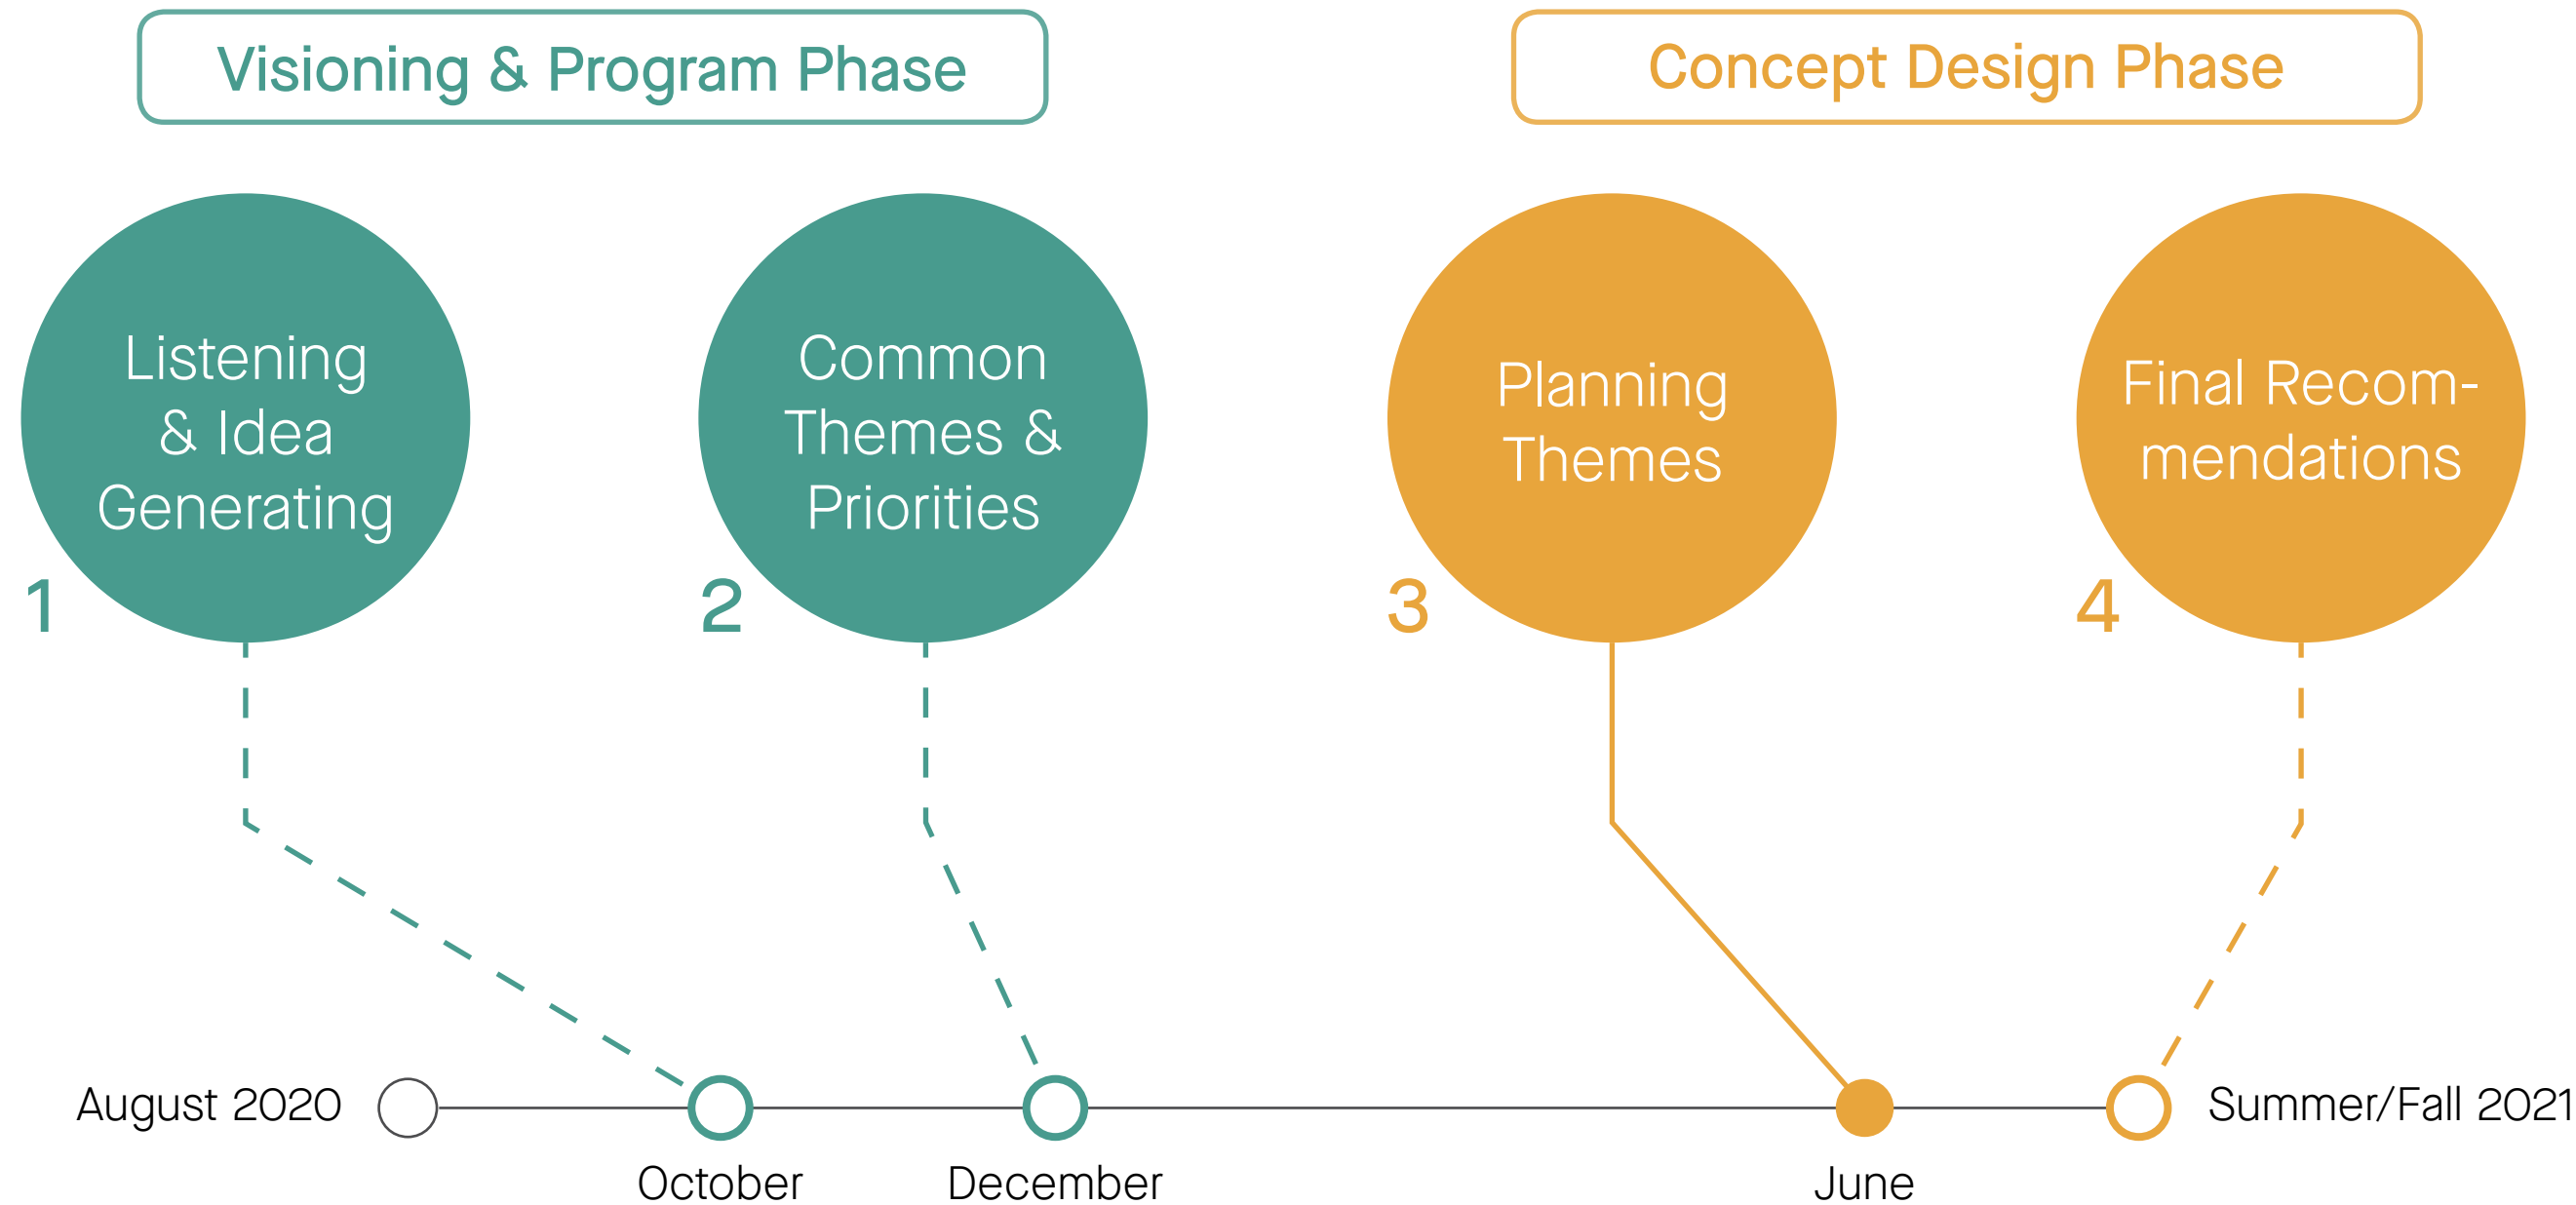 Visioning & Program Phase
Concept Design Phase
Listening
& Idea
Generating
1
Common
Themes &
Priorities
2
Planning
Themes
3
Final Recom-
mendations
4
August 2020
October
December
June
Summer/Fall 2021